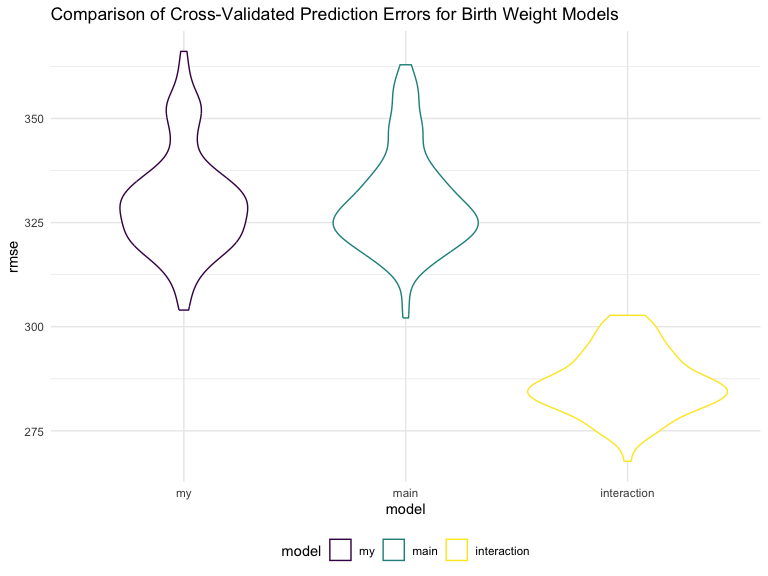 Comparison of Cross-Validated Prediction Errors for Birth Weight Models
rmse
350
325
300
275
my main interaction
model
model my main interaction